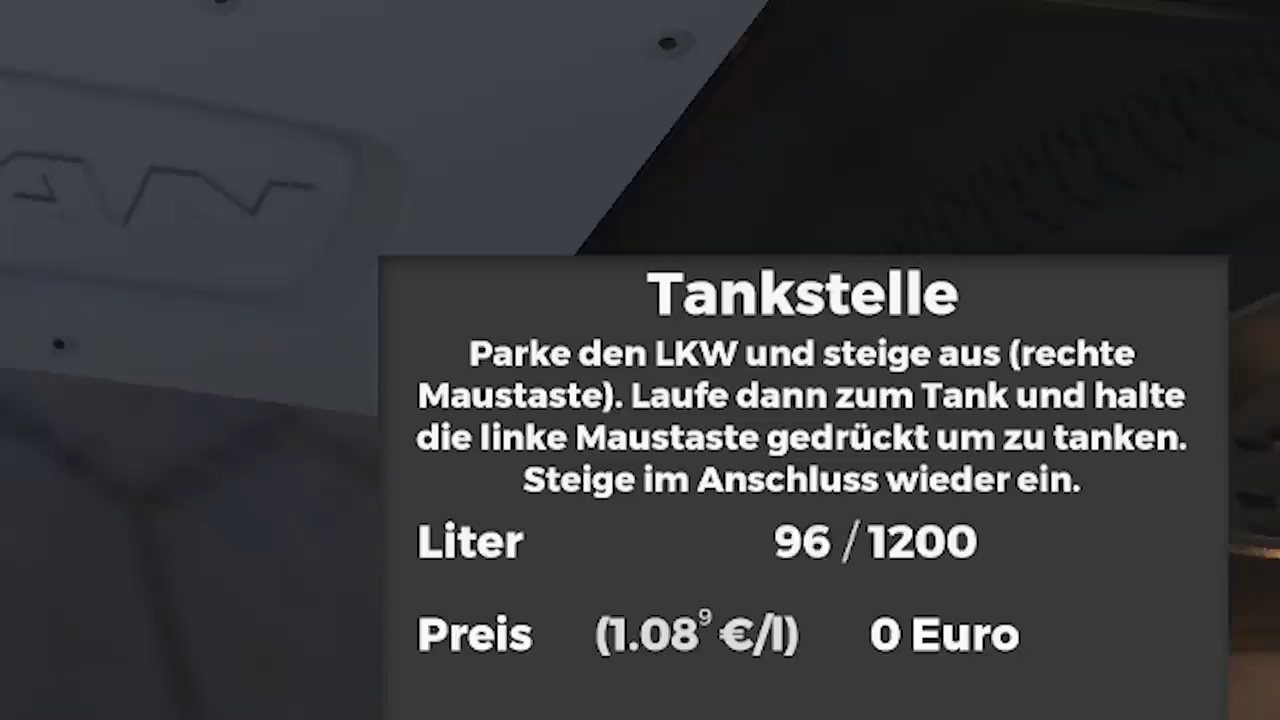 Tankstelle
Parke den LKW und steige aus (rechte
Maustaste). Laufe dann zum Tank und halte
die linke Maustaste gedrückt um zu tanken.
Steige im Anschluss wieder ein.
Liter 96 / 1200
Preis (1.08⁹ €/l) 0 Euro